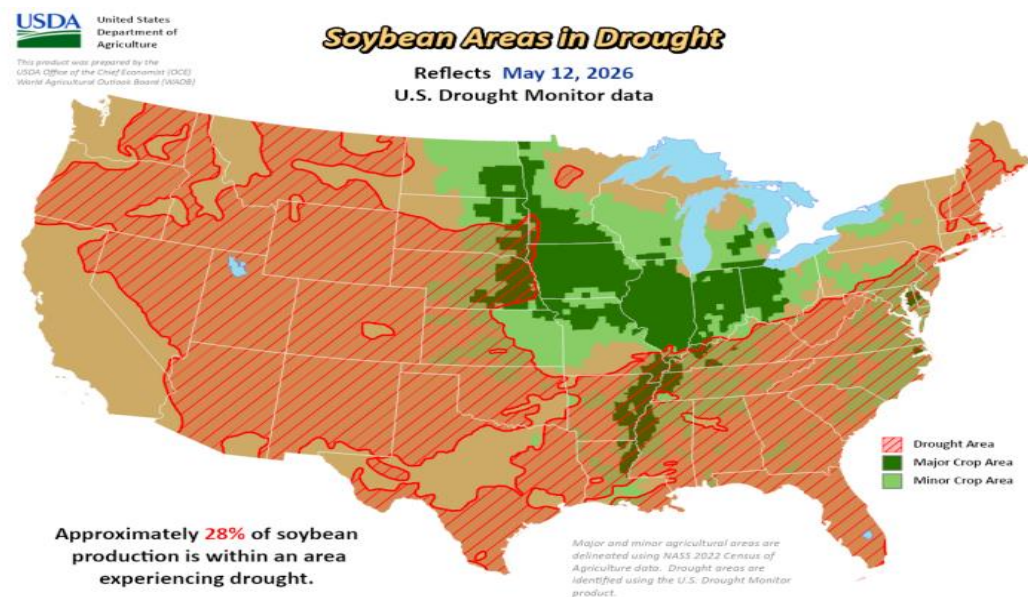 USDA
United States
Department of
Agriculture
This product was prepared by the
USDA Office of the Chief Economist (OCE)
World Agricultural Outlook Board (WAOB)
Soybean Areas in Drought
Reflects May 12, 2026
U.S. Drought Monitor data
Drought Area
Major Crop Area
Minor Crop Area
Approximately 28% of soybean
production is within an area
experiencing drought.
Major and minor agricultural areas are
delineated using NASS 2022 Census of
Agriculture data. Drought areas are
identified using the U.S. Drought Monitor
product.